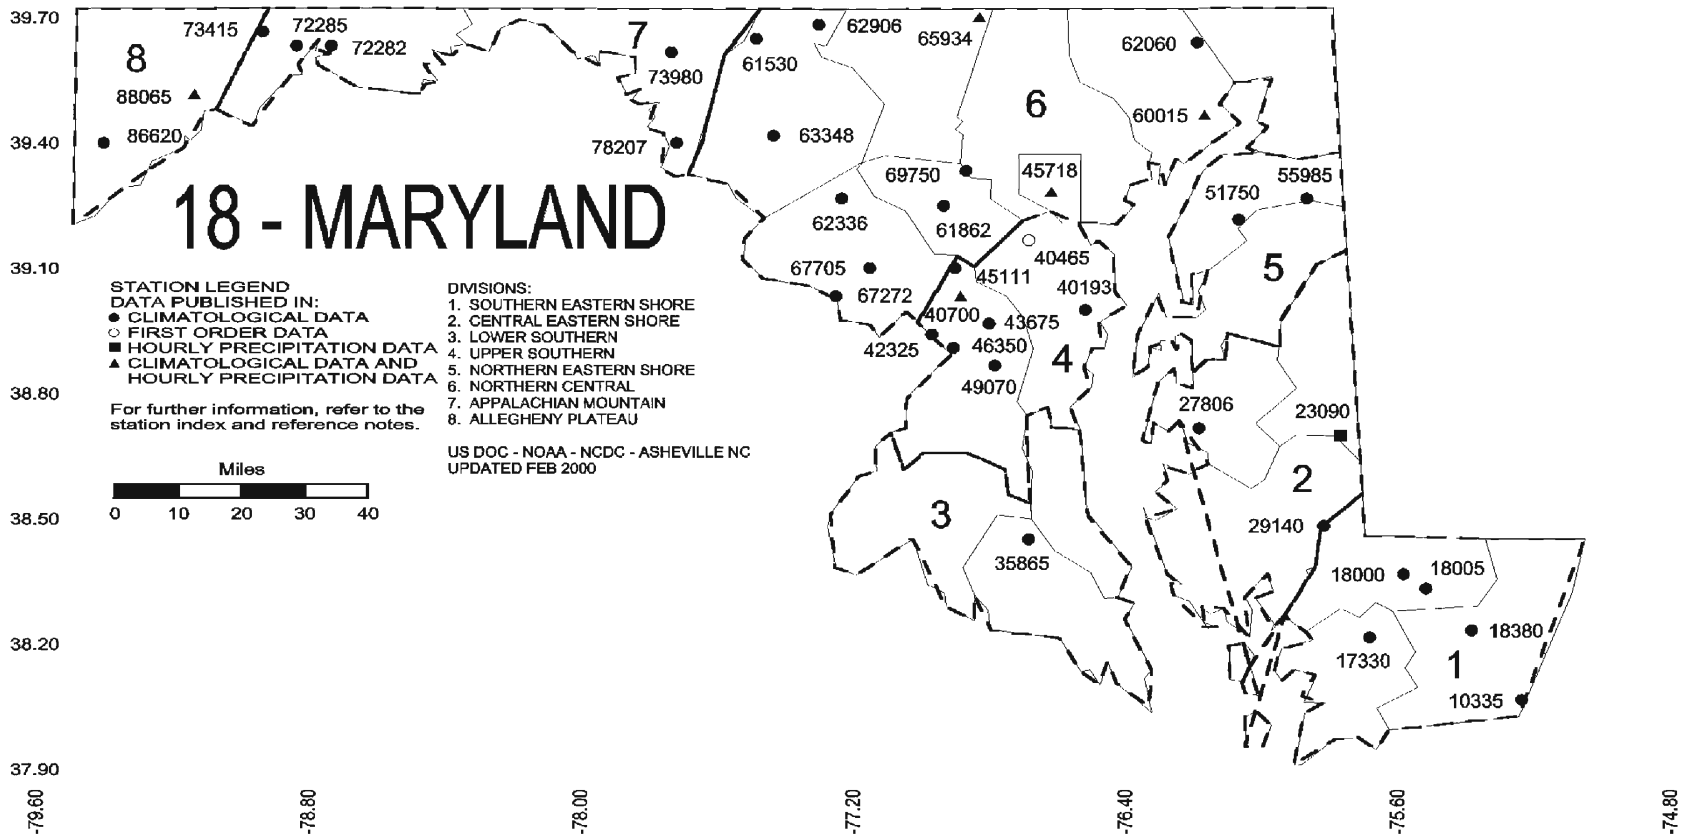 39.70
39.40
39.10
38.80
38.50
38.20
37.90
-79.60
-78.80
-78.00
-77.20
-76.40
-75.60
-74.80
18 - MARYLAND
8
73415
72285
72282
88065
86620
7
73980
78207
61530
62906
65934
63348
6
62060
60015
45718
69750
61862
62336
67705
67272
51750
55985
5
40465
45111
40193
40700
43675
42325
46350
49070
4
27806
23090
2
29140
3
35865
18000
18005
18380
17330
1
10335
STATION LEGEND
DATA PUBLISHED IN:
● CLIMATOLOGICAL DATA
○ FIRST ORDER DATA
■ HOURLY PRECIPITATION DATA
▲ CLIMATOLOGICAL DATA AND
HOURLY PRECIPITATION DATA
For further information, refer to the
station index and reference notes.
Miles
0 10 20 30 40
DIVISIONS:
1. SOUTHERN EASTERN SHORE
2. CENTRAL EASTERN SHORE
3. LOWER SOUTHERN
4. UPPER SOUTHERN
5. NORTHERN EASTERN SHORE
6. NORTHERN CENTRAL
7. APPALACHIAN MOUNTAIN
8. ALLEGHENY PLATEAU
US DOC - NOAA - NCDC - ASHEVILLE NC
UPDATED FEB 2000